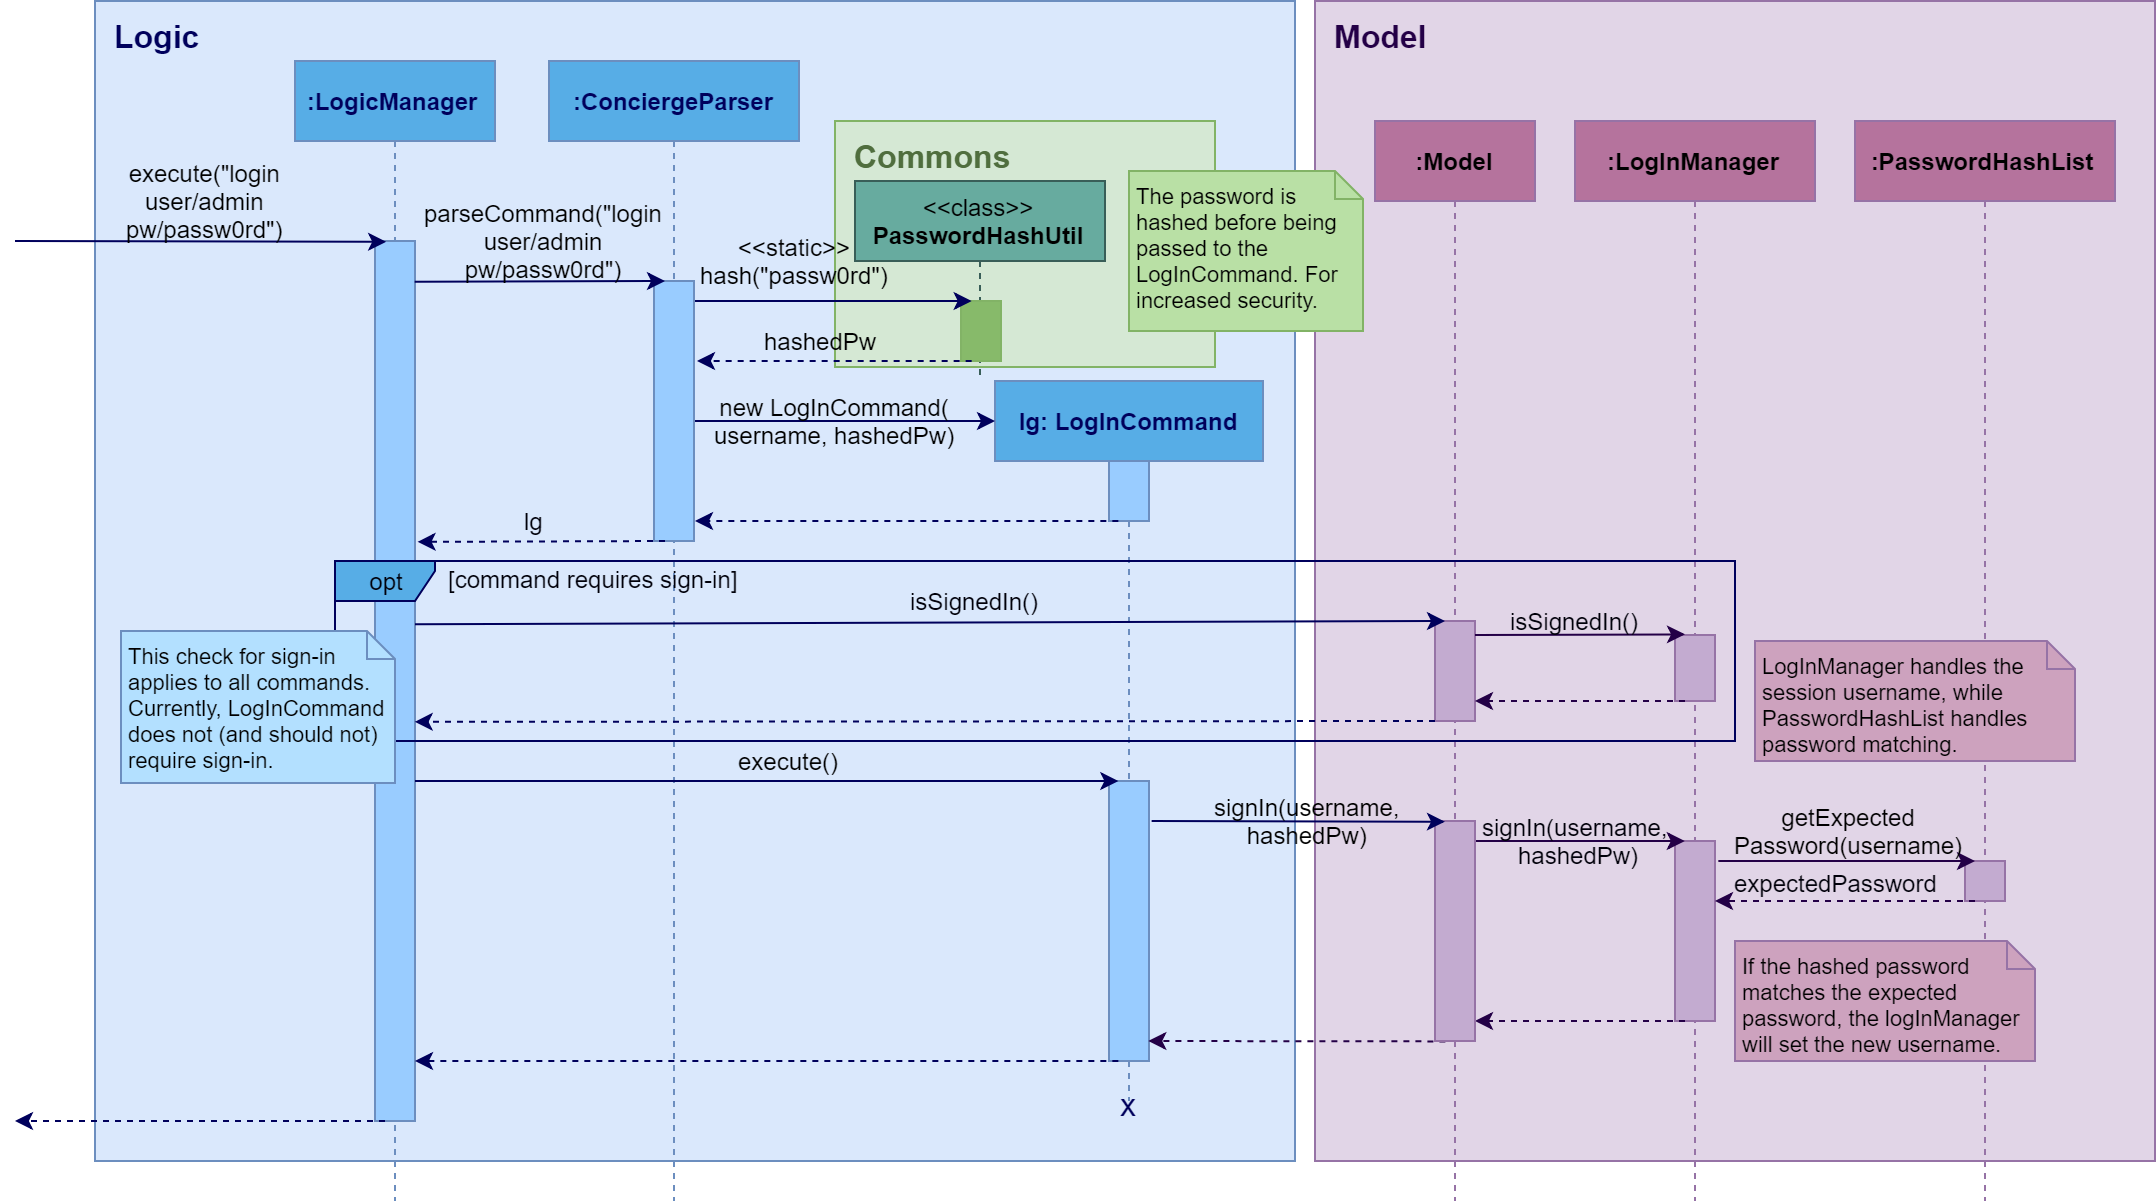 Logic
Model
:LogicManager
:ConciergeParser
Commons
<<class>>
PasswordHashUtil
The password is
hashed before being
passed to the
LogInCommand. For
increased security.
:Model
:LogInManager
:PasswordHashList
execute("login
user/admin
pw/passw0rd")
parseCommand("login
user/admin
pw/passw0rd")
<<static>>
hash("passw0rd")
hashedPw
new LogInCommand(
username, hashedPw)
lg: LogInCommand
lg
opt
[command requires sign-in]
isSignedIn()
isSignedIn()
This check for sign-in
applies to all commands.
Currently, LogInCommand
does not (and should not)
require sign-in.
LogInManager handles the
session username, while
PasswordHashList handles
password matching.
execute()
signIn(username,
hashedPw)
signIn(username,
hashedPw)
getExpected
Password(username)
expectedPassword
If the hashed password
matches the expected
password, the logInManager
will set the new username.
X